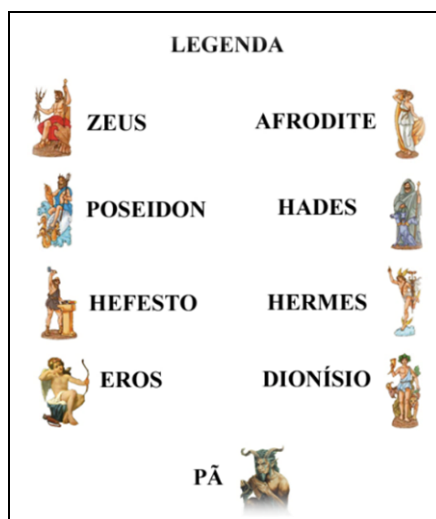 LEGENDA
ZEUS AFRODITE
POSEIDON HADES
HEFESTO HERMES
EROS DIONÍSIO
PÃ